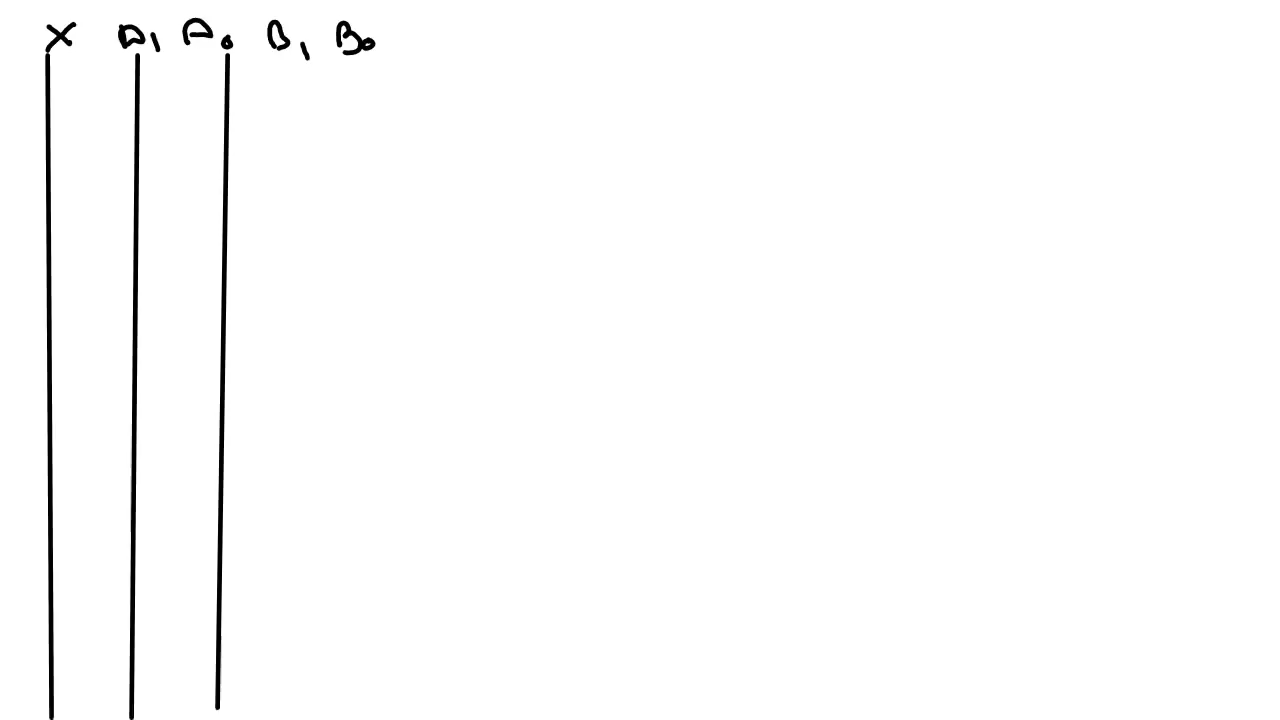 X A₁ A₀ B₁ B₀